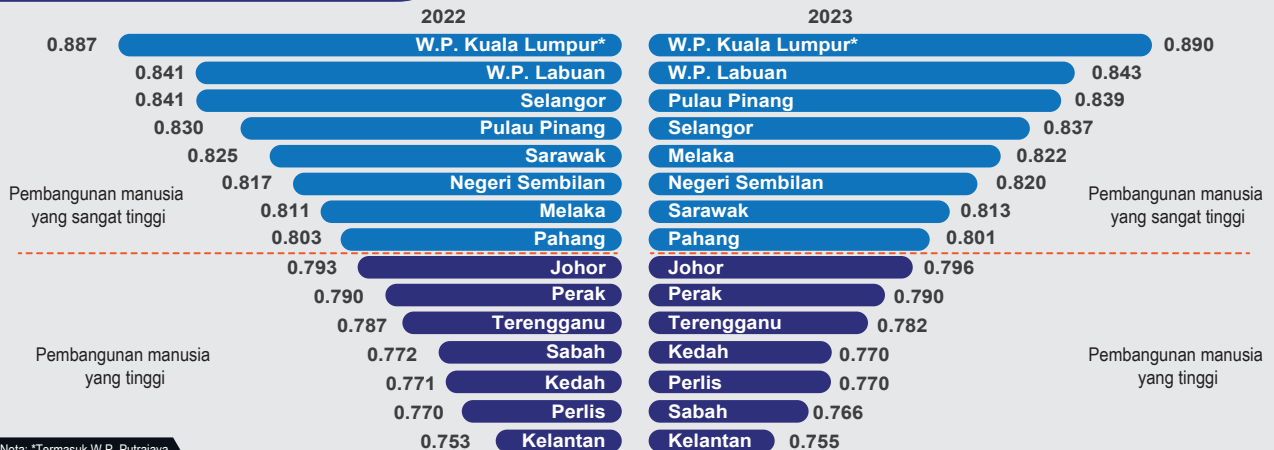 2022 2023
0.887 W.P. Kuala Lumpur* W.P. Kuala Lumpur* 0.890
0.841 W.P. Labuan W.P. Labuan 0.843
0.841 Selangor Pulau Pinang 0.839
0.830 Pulau Pinang Selangor 0.837
0.825 Sarawak Melaka 0.822
0.817 Negeri Sembilan Negeri Sembilan 0.820
Pembangunan manusia
yang sangat tinggi
Pembangunan manusia
yang sangat tinggi
0.811 Melaka Sarawak 0.813
0.803 Pahang Pahang 0.801
0.793 Johor Johor 0.796
0.790 Perak Perak 0.790
0.787 Terengganu Terengganu 0.782
0.772 Sabah Kedah 0.770
Pembangunan manusia
yang tinggi
Pembangunan manusia
yang tinggi
0.771 Kedah Perlis 0.770
0.770 Perlis Sabah 0.766
0.753 Kelantan Kelantan 0.755
Nota: *Termasuk W.P. Putrajaya